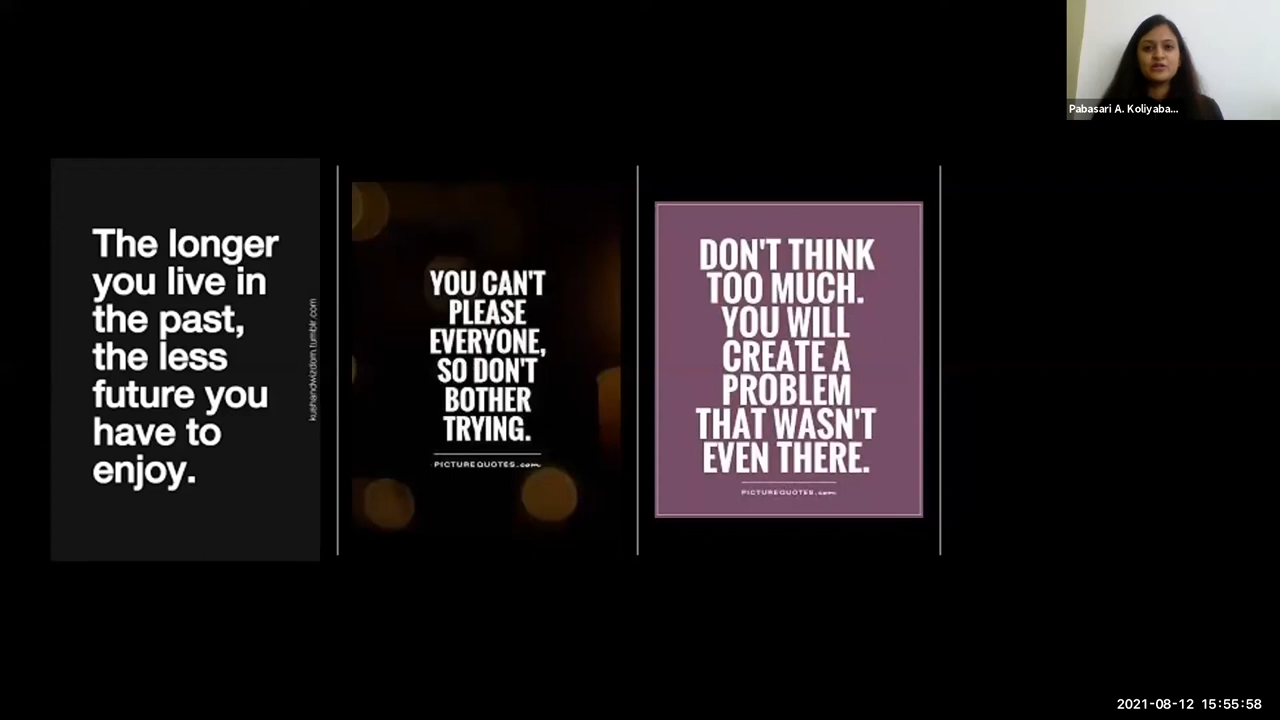 Pabasari A. Koliyaba...
The longer
you live in
the past,
the less
future you
have to
enjoy.
kushandwizdom.tumblr.com
YOU CAN'T
PLEASE
EVERYONE,
SO DON'T
BOTHER
TRYING.
PICTUREQUOTES.com
DON'T THINK
TOO MUCH.
YOU WILL
CREATE A
PROBLEM
THAT WASN'T
EVEN THERE.
PICTUREQUOTES.com
2021-08-12 15:55:58